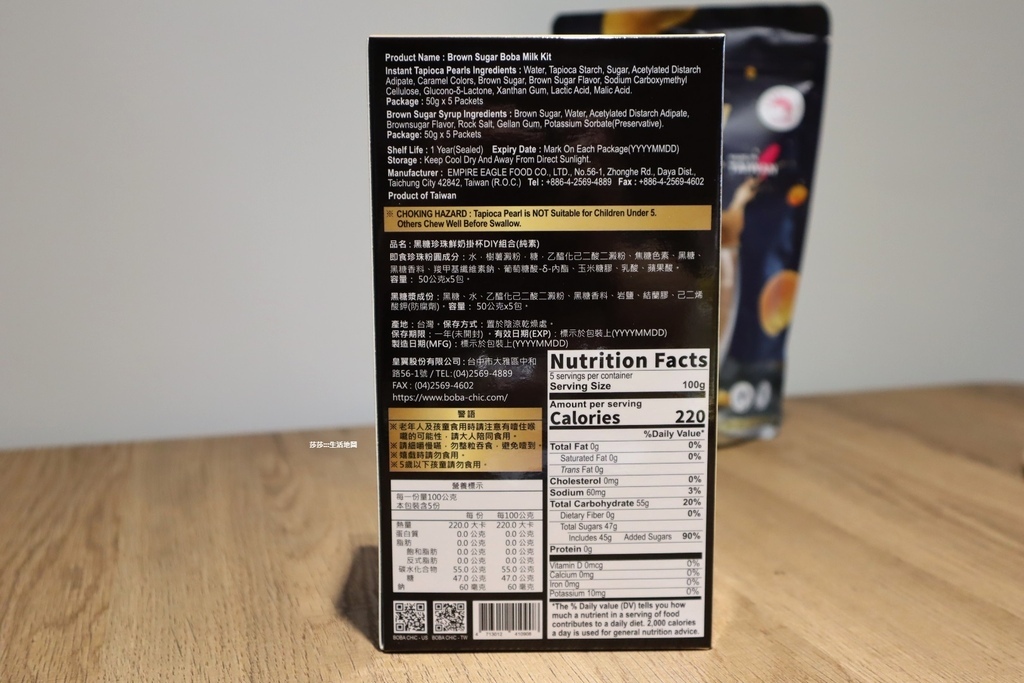 Product Name : Brown Sugar Boba Milk Kit
Instant Tapioca Pearls Ingredients : Water, Tapioca Starch, Sugar, Acetylated Distarch
Adipate, Caramel Colors, Brown Sugar, Brown Sugar Flavor, Sodium Carboxymethyl
Cellulose, Glucono-δ-Lactone, Xanthan Gum, Lactic Acid, Malic Acid.
Package : 50g x 5 Packets
Brown Sugar Syrup Ingredients : Brown Sugar, Water, Acetylated Distarch Adipate,
Brownsugar Flavor, Rock Salt, Gellan Gum, Potassium Sorbate(Preservative).
Package: 50g x 5 Packets
Shelf Life : 1 Year(Sealed) Expiry Date : Mark On Each Package(YYYYMMDD)
Storage : Keep Cool Dry And Away From Direct Sunlight.
Manufacturer : EMPIRE EAGLE FOOD CO., LTD., No.56-1, Zhonghe Rd., Daya Dist.,
Taichung City 42842, Taiwan (R.O.C.) Tel : +886-4-2569-4889 Fax : +886-4-2569-4602
Product of Taiwan
※ CHOKING HAZARD : Tapioca Pearl is NOT Suitable for Children Under 5.
Others Chew Well Before Swallow.
品名 : 黑糖珍珠鮮奶掛杯DIY組合(純素)
即食珍珠粉圓成分 : 水、樹薯澱粉、糖、乙醯化己二酸二澱粉、焦糖色素、黑糖、
黑糖香料、羧甲基纖維素鈉、葡萄糖酸-δ-內酯、玉米糖膠、乳酸、蘋果酸。
容量 : 50公克x5包。
黑糖漿成份 : 黑糖、水、乙醯化己二酸二澱粉、黑糖香料、岩鹽、結蘭膠、己二烯
酸鉀(防腐劑)。容量 : 50公克x5包。
產地 : 台灣。保存方式 : 置於陰涼乾燥處。
保存期限 : 一年(未開封)。有效日期(EXP) : 標示於包裝上(YYYYMMDD)
製造日期(MFG) : 標示於包裝上(YYYYMMDD)
皇翼股份有限公司 : 台中市大雅區中和
路56-1號 / TEL:(04)2569-4889
FAX : (04)2569-4602
https://www.boba-chic.com/
警語
※老年人及孩童食用時請注意有噎住喉
嚨的可能性，請大人陪同食用。
※請細嚼慢嚥，勿整粒吞食，避免噎到。
※嬉戲時請勿食用。
※5歲以下孩童請勿食用。
營養標示
每一份量100公克
本包裝含5份
每份 每100公克
熱量 220.0 大卡 220.0 大卡
蛋白質 0.0 公克 0.0 公克
脂肪 0.0 公克 0.0 公克
飽和脂肪 0.0 公克 0.0 公克
反式脂肪 0.0 公克 0.0 公克
碳水化合物 55.0 公克 55.0 公克
糖 47.0 公克 47.0 公克
鈉 60 毫克 60 毫克
BOBA CHIC - US BOBA CHIC - TW
Nutrition Facts
5 servings per container
Serving Size 100g
Amount per serving
Calories 220
%Daily Value*
Total Fat 0g 0%
Saturated Fat 0g 0%
Trans Fat 0g
Cholesterol 0mg 0%
Sodium 60mg 3%
Total Carbohydrate 55g 20%
Dietary Fiber 0g 0%
Total Sugars 47g
Includes 45g Added Sugars 90%
Protein 0g
Vitamin D 0mcg 0%
Calcium 0mg 0%
Iron 0mg 0%
Potassium 10mg 0%
*The % Daily value (DV) tells you how
much a nutrient in a serving of food
contributes to a daily diet. 2,000 calories
a day is used for general nutrition advice.
TAIWAN
莎莎:::生活地圖